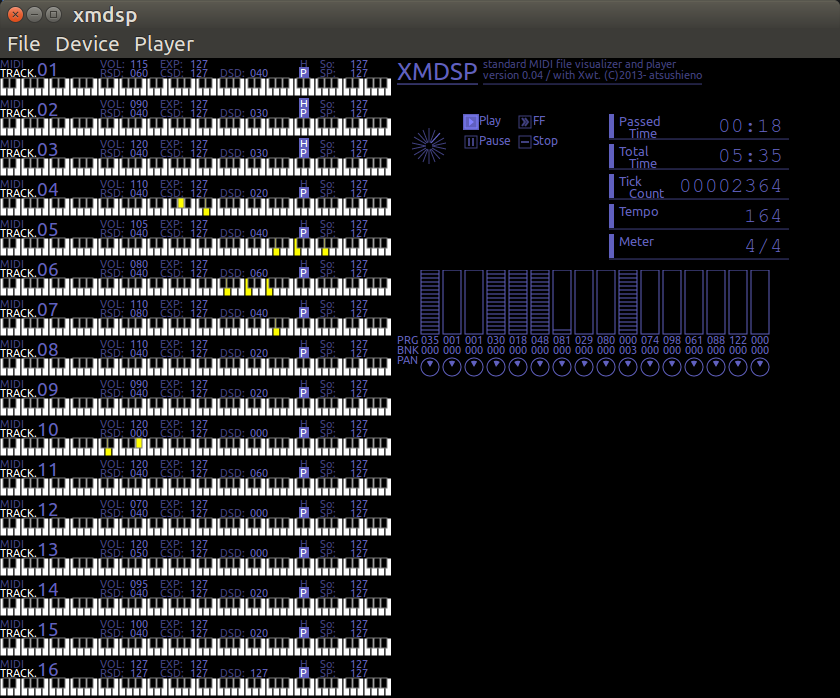 xmdsp
File Device Player
MIDI VOL: 115 EXP: 127 H So: 127
TRACK.01 RSD: 060 CSD: 127 DSD: 040 P SP: 127
MIDI VOL: 090 EXP: 127 H So: 127
TRACK.02 RSD: 040 CSD: 127 DSD: 030 P SP: 127
MIDI VOL: 120 EXP: 127 H So: 127
TRACK.03 RSD: 040 CSD: 127 DSD: 030 P SP: 127
MIDI VOL: 110 EXP: 127 H So: 127
TRACK.04 RSD: 040 CSD: 127 DSD: 020 P SP: 127
MIDI VOL: 105 EXP: 127 H So: 127
TRACK.05 RSD: 040 CSD: 127 DSD: 040 P SP: 127
MIDI VOL: 080 EXP: 127 H So: 127
TRACK.06 RSD: 040 CSD: 127 DSD: 060 P SP: 127
MIDI VOL: 110 EXP: 127 H So: 127
TRACK.07 RSD: 080 CSD: 127 DSD: 040 P SP: 127
MIDI VOL: 110 EXP: 127 H So: 127
TRACK.08 RSD: 040 CSD: 127 DSD: 020 P SP: 127
MIDI VOL: 090 EXP: 127 H So: 127
TRACK.09 RSD: 040 CSD: 127 DSD: 020 P SP: 127
MIDI VOL: 120 EXP: 127 H So: 127
TRACK.10 RSD: 000 CSD: 127 DSD: 000 P SP: 127
MIDI VOL: 120 EXP: 127 H So: 127
TRACK.11 RSD: 040 CSD: 127 DSD: 060 P SP: 127
MIDI VOL: 070 EXP: 127 H So: 127
TRACK.12 RSD: 040 CSD: 127 DSD: 000 P SP: 127
MIDI VOL: 120 EXP: 127 H So: 127
TRACK.13 RSD: 050 CSD: 127 DSD: 000 P SP: 127
MIDI VOL: 095 EXP: 127 H So: 127
TRACK.14 RSD: 040 CSD: 127 DSD: 020 P SP: 127
MIDI VOL: 100 EXP: 127 H So: 127
TRACK.15 RSD: 040 CSD: 127 DSD: 020 P SP: 127
MIDI VOL: 127 EXP: 127 H So: 127
TRACK.16 RSD: 127 CSD: 127 DSD: 127 P SP: 127
XMDSP standard MIDI file visualizer and player
version 0.04 / with Xwt. (C)2013- atsushieno
Play FF
Pause Stop
Passed Time 00:18
Total Time 05:35
Tick Count 00002364
Tempo 164
Meter 4/4
PRG 035 001 001 030 018 048 081 029 080 000 074 098 061 088 122 000
BNK 000 000 000 000 000 000 000 000 000 003 000 000 000 000 000 000
PAN